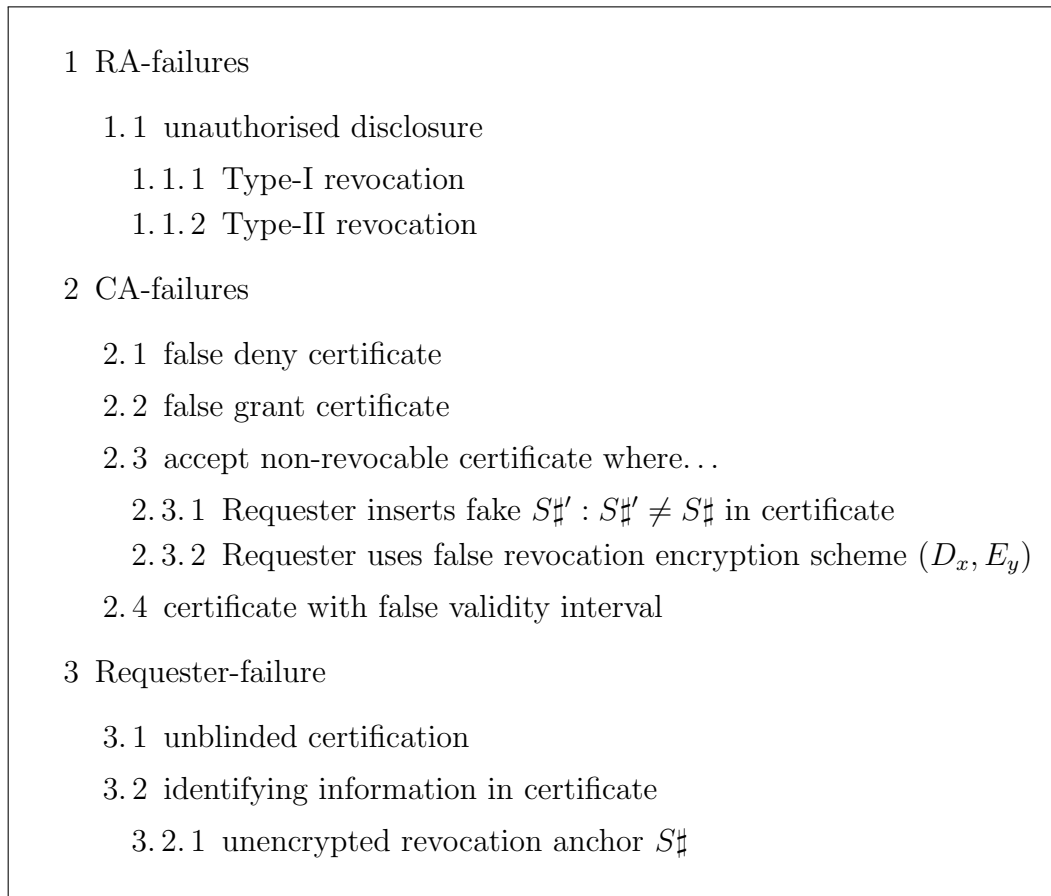 1 RA-failures
1. 1 unauthorised disclosure
1. 1. 1 Type-I revocation
1. 1. 2 Type-II revocation
2 CA-failures
2. 1 false deny certificate
2. 2 false grant certificate
2. 3 accept non-revocable certificate where...
2. 3. 1 Requester inserts fake S♯′ : S♯′ ≠ S♯ in certificate
2. 3. 2 Requester uses false revocation encryption scheme (Dₓ, Eᵧ)
2. 4 certificate with false validity interval
3 Requester-failure
3. 1 unblinded certification
3. 2 identifying information in certificate
3. 2. 1 unencrypted revocation anchor S♯